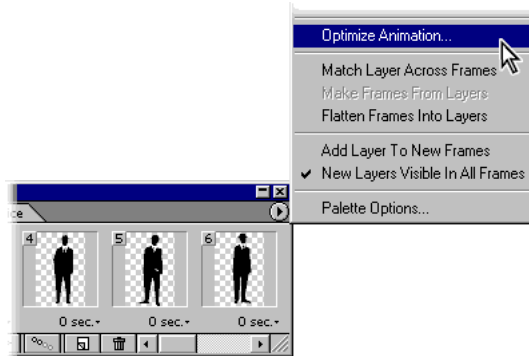 Optimize Animation...
Match Layer Across Frames
Make Frames From Layers
Flatten Frames Into Layers
Add Layer To New Frames
New Layers Visible In All Frames
Palette Options...
ice
4 5 6
0 sec. 0 sec. 0 sec.